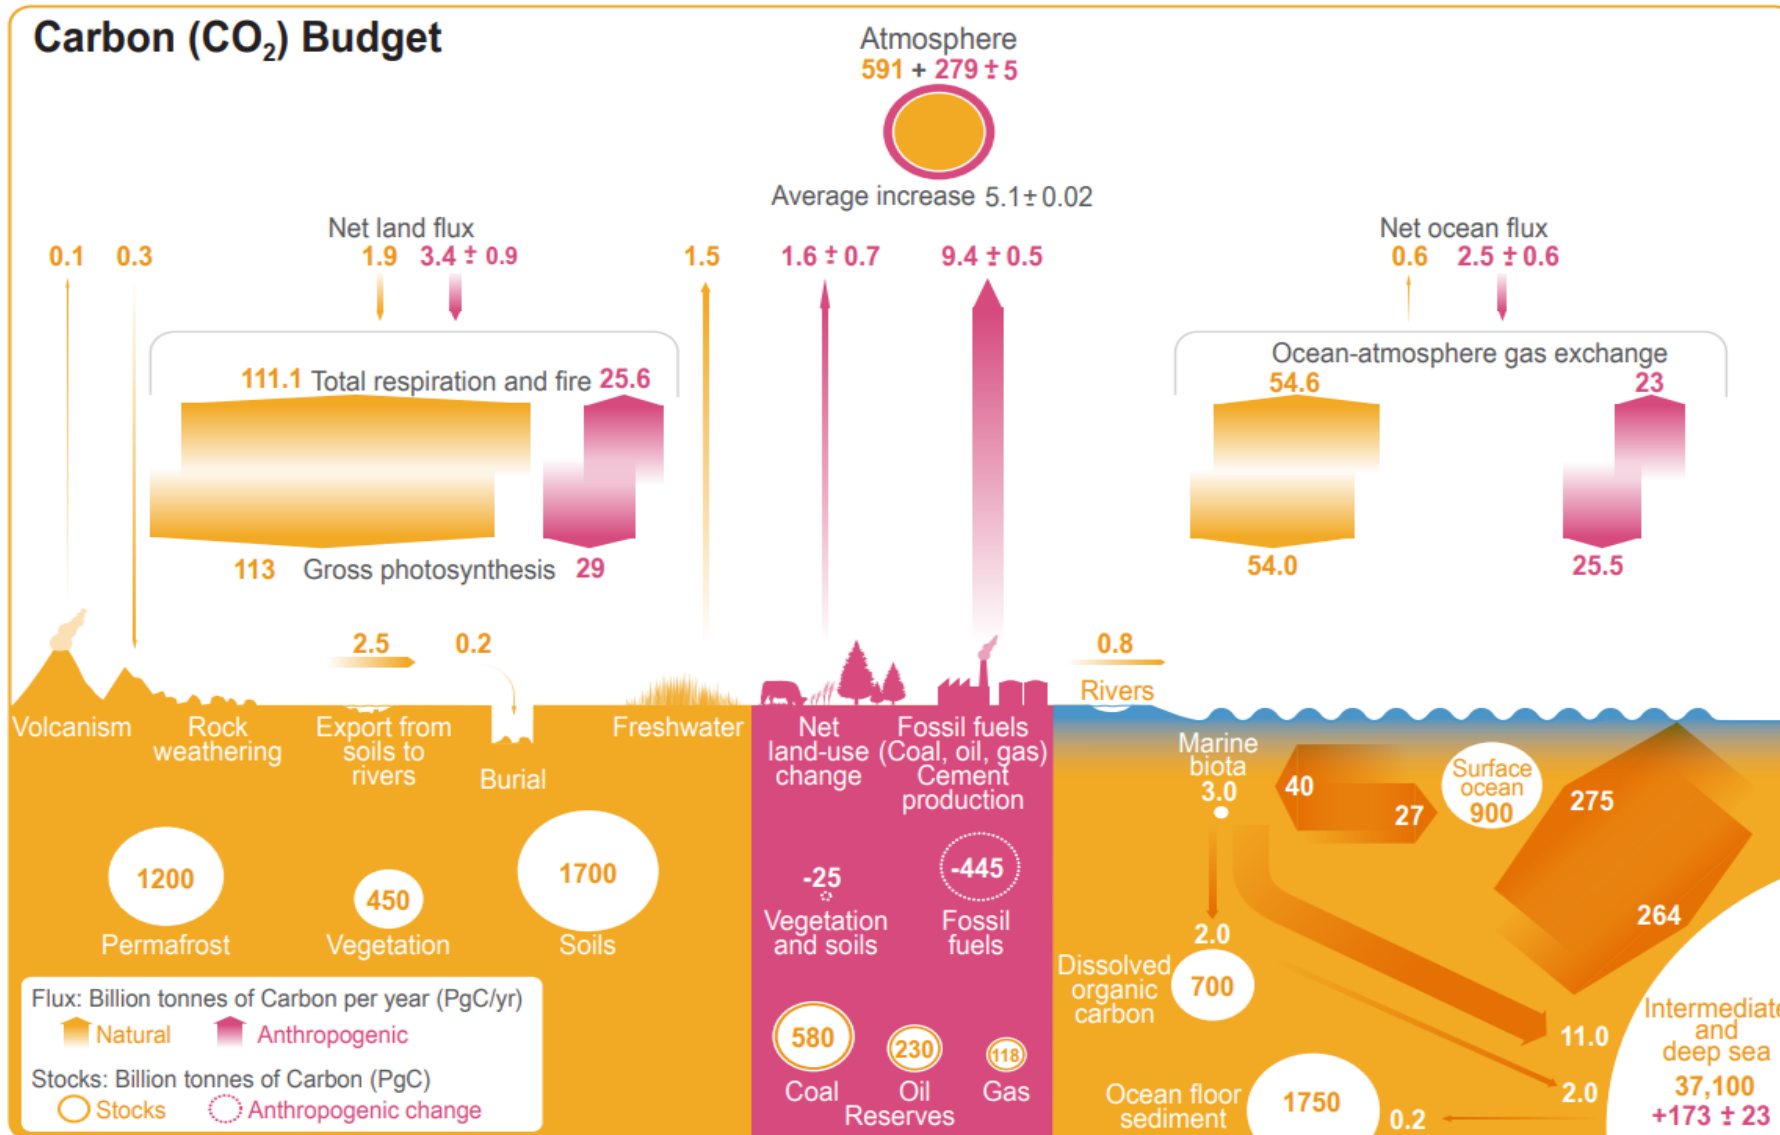 Carbon (CO₂) Budget
Atmosphere
591 + 279 ± 5
Average increase 5.1 ± 0.02
Net land flux
Net ocean flux
0.1
0.3
1.9
3.4 ± 0.9
1.5
1.6 ± 0.7
9.4 ± 0.5
0.6
2.5 ± 0.6
111.1 Total respiration and fire 25.6
Ocean-atmosphere gas exchange
54.6
23
113 Gross photosynthesis 29
54.0
25.5
2.5
0.2
0.8
Rivers
Volcanism
Rock
weathering
Export from
soils to
rivers
Burial
Freshwater
Net
land-use
change
Fossil fuels
(Coal, oil, gas)
Cement
production
Marine
biota
3.0
40
27
Surface
ocean
900
275
264
1200
Permafrost
450
Vegetation
1700
Soils
-25
Vegetation
and soils
-445
Fossil
fuels
2.0
Dissolved
organic
carbon
700
Flux: Billion tonnes of Carbon per year (PgC/yr)
Natural
Anthropogenic
Stocks: Billion tonnes of Carbon (PgC)
Stocks
Anthropogenic change
580
Coal
230
Oil
118
Gas
Reserves
11.0
2.0
Intermediate
and
deep sea
37,100
+173 ± 23
Ocean floor
sediment
1750
0.2